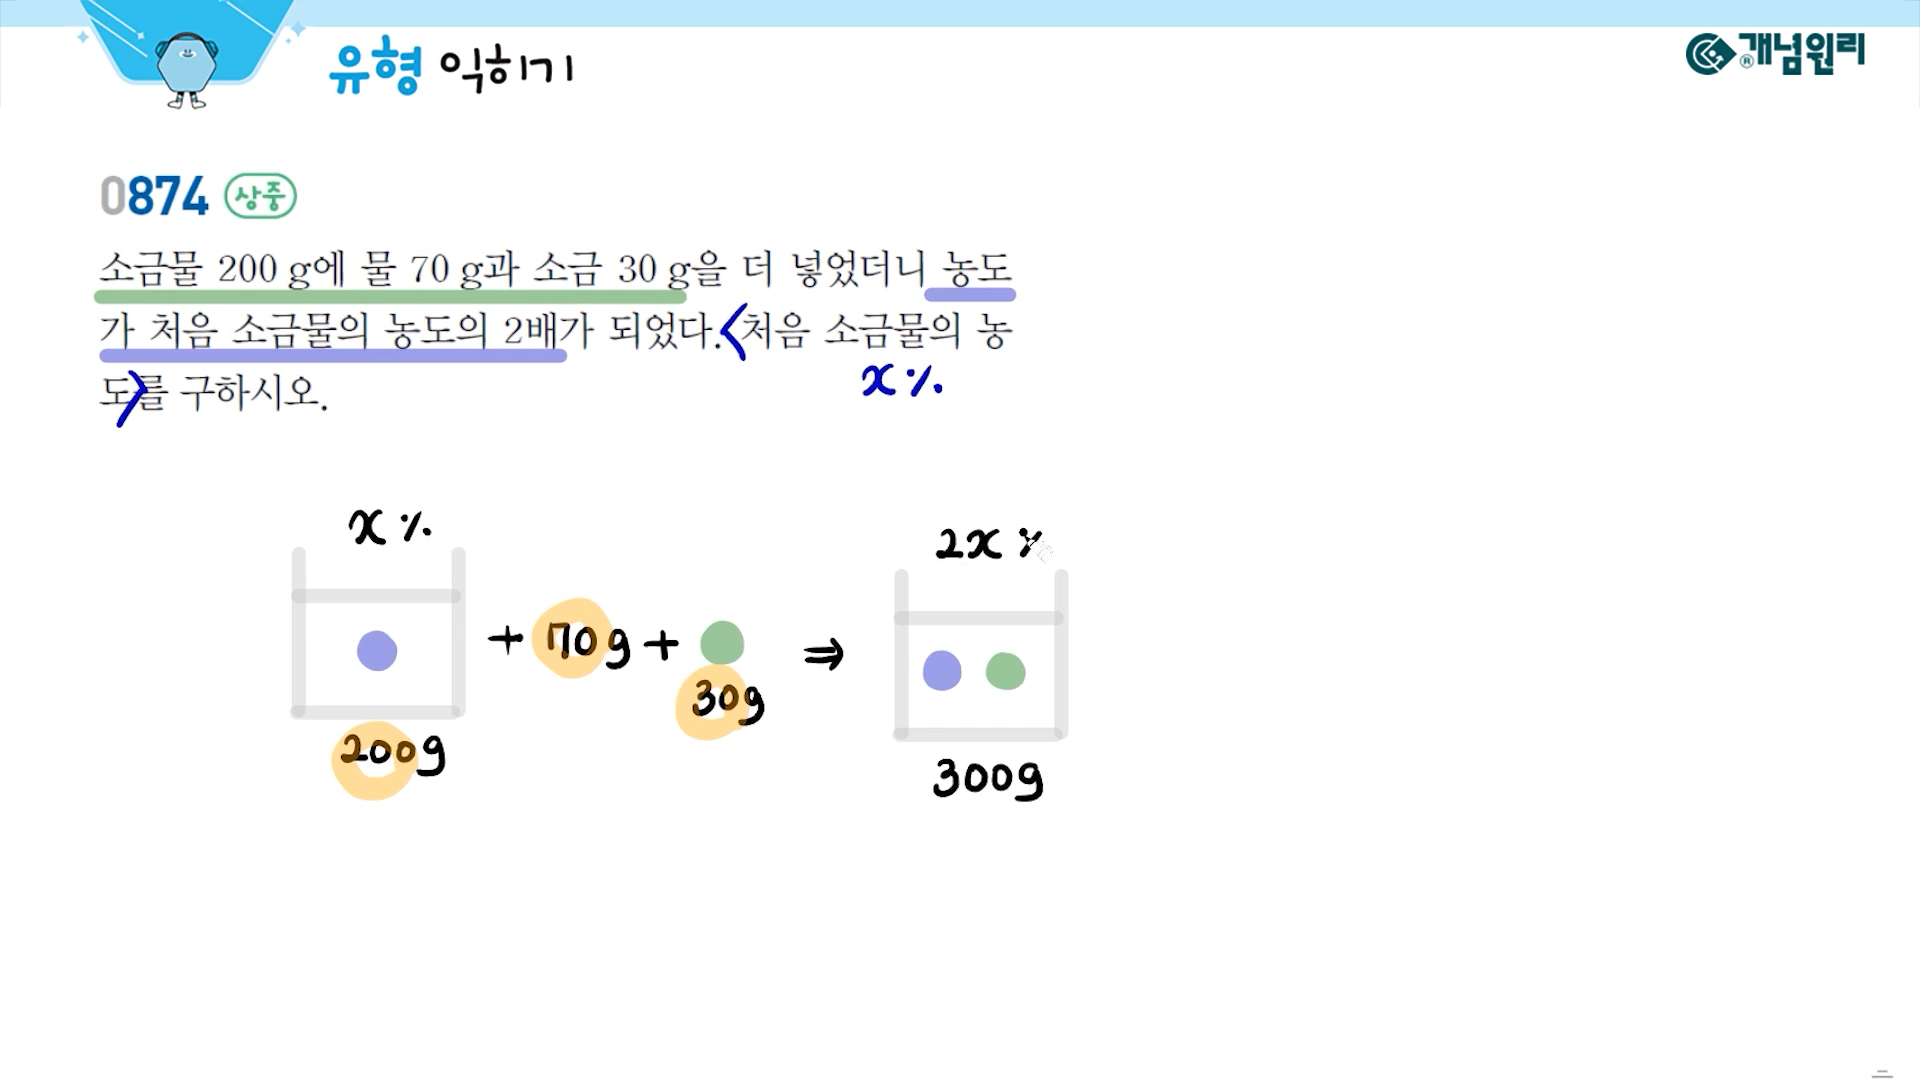 유형 익히기
개념원리
®
0874 상중
소금물 200 g에 물 70 g과 소금 30 g을 더 넣었더니 농도
가 처음 소금물의 농도의 2배가 되었다. 〈처음 소금물의 농
x%
도〉를 구하시오.
x%
2x%
+ 70g + ⇒
30g
200g
300g